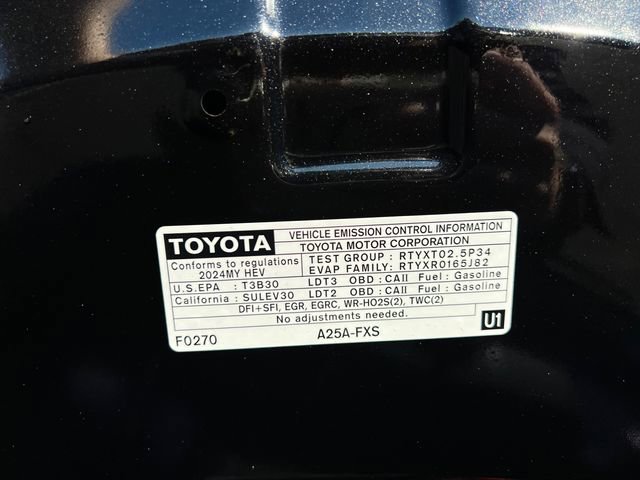 TOYOTA
VEHICLE EMISSION CONTROL INFORMATION
TOYOTA MOTOR CORPORATION
Conforms to regulations
2024MY HEV
TEST GROUP : RTYXT02.5P34
EVAP FAMILY: RTYXR0165J82
U.S.EPA : T3B30 LDT3 OBD : CAII Fuel : Gasoline
California : SULEV30 LDT2 OBD : CAII Fuel : Gasoline
DFI+SFI, EGR, EGRC, WR-HO2S(2), TWC(2)
No adjustments needed.
F0270 A25A-FXS U1